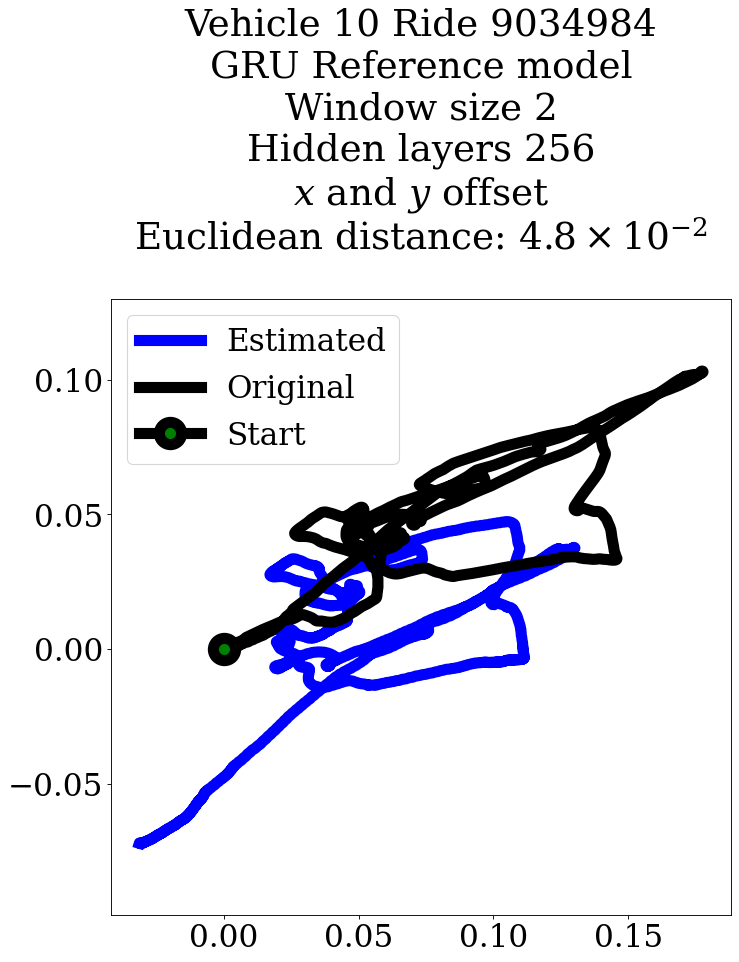 Vehicle 10 Ride 9034984
GRU Reference model
Window size 2
Hidden layers 256
x and y offset
Euclidean distance: 4.8 × 10⁻²
Estimated
Original
Start
0.10
0.05
0.00
−0.05
0.00 0.05 0.10 0.15